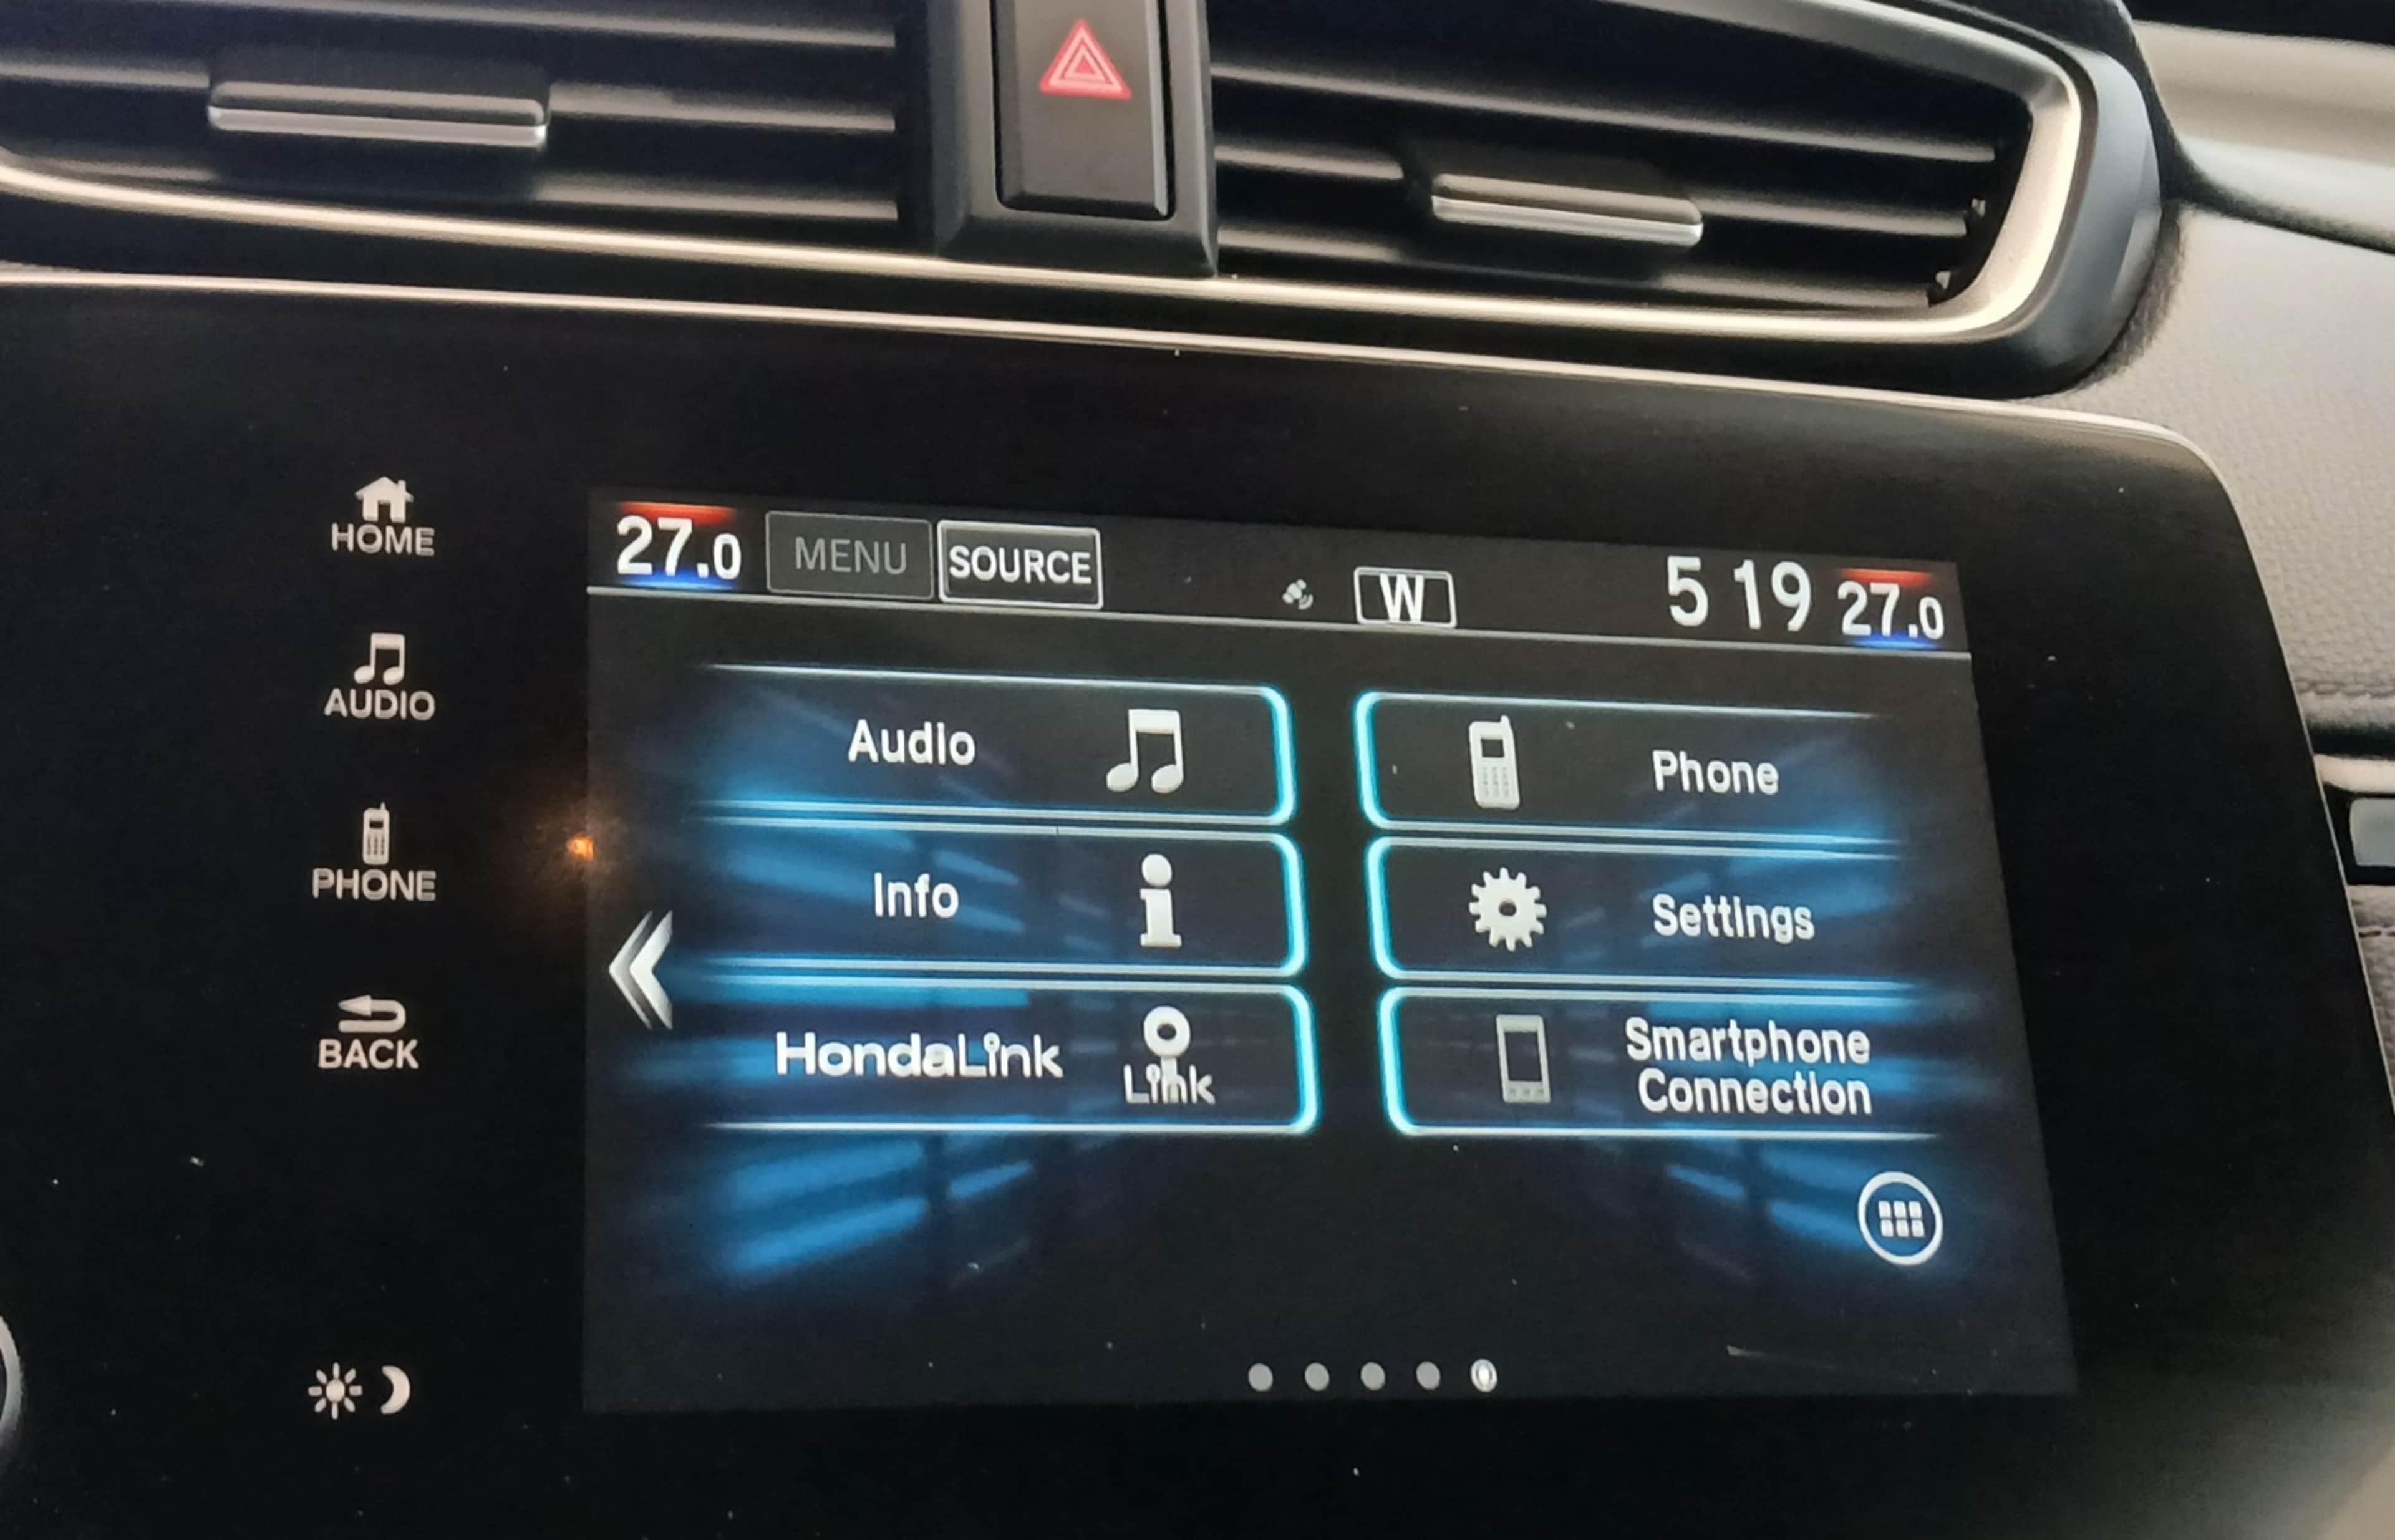 27.0 MENU SOURCE W 5 19 27.0
HOME
AUDIO
PHONE
BACK
Audio
Phone
Info
Settings
HondaLink
Link
Smartphone
Connection